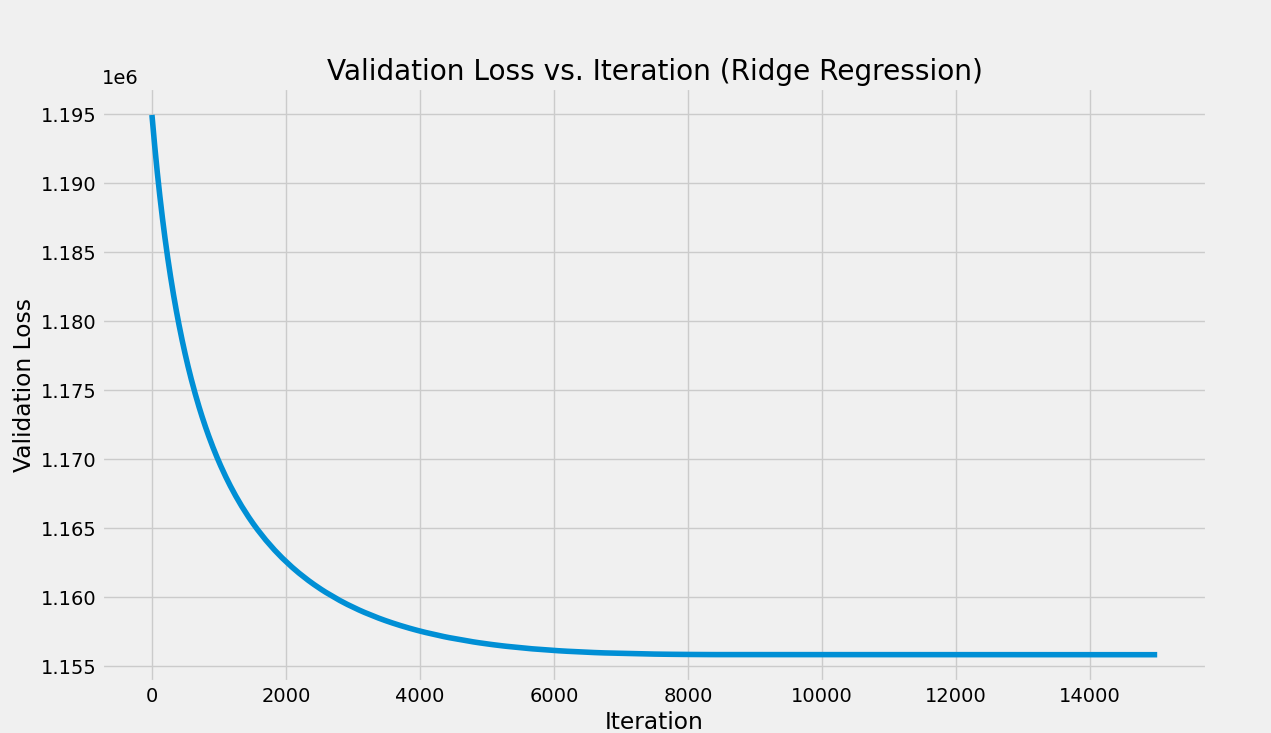 Validation Loss vs. Iteration (Ridge Regression)
1e6
1.195
1.190
1.185
1.180
1.175
1.170
1.165
1.160
1.155
Validation Loss
0 2000 4000 6000 8000 10000 12000 14000
Iteration